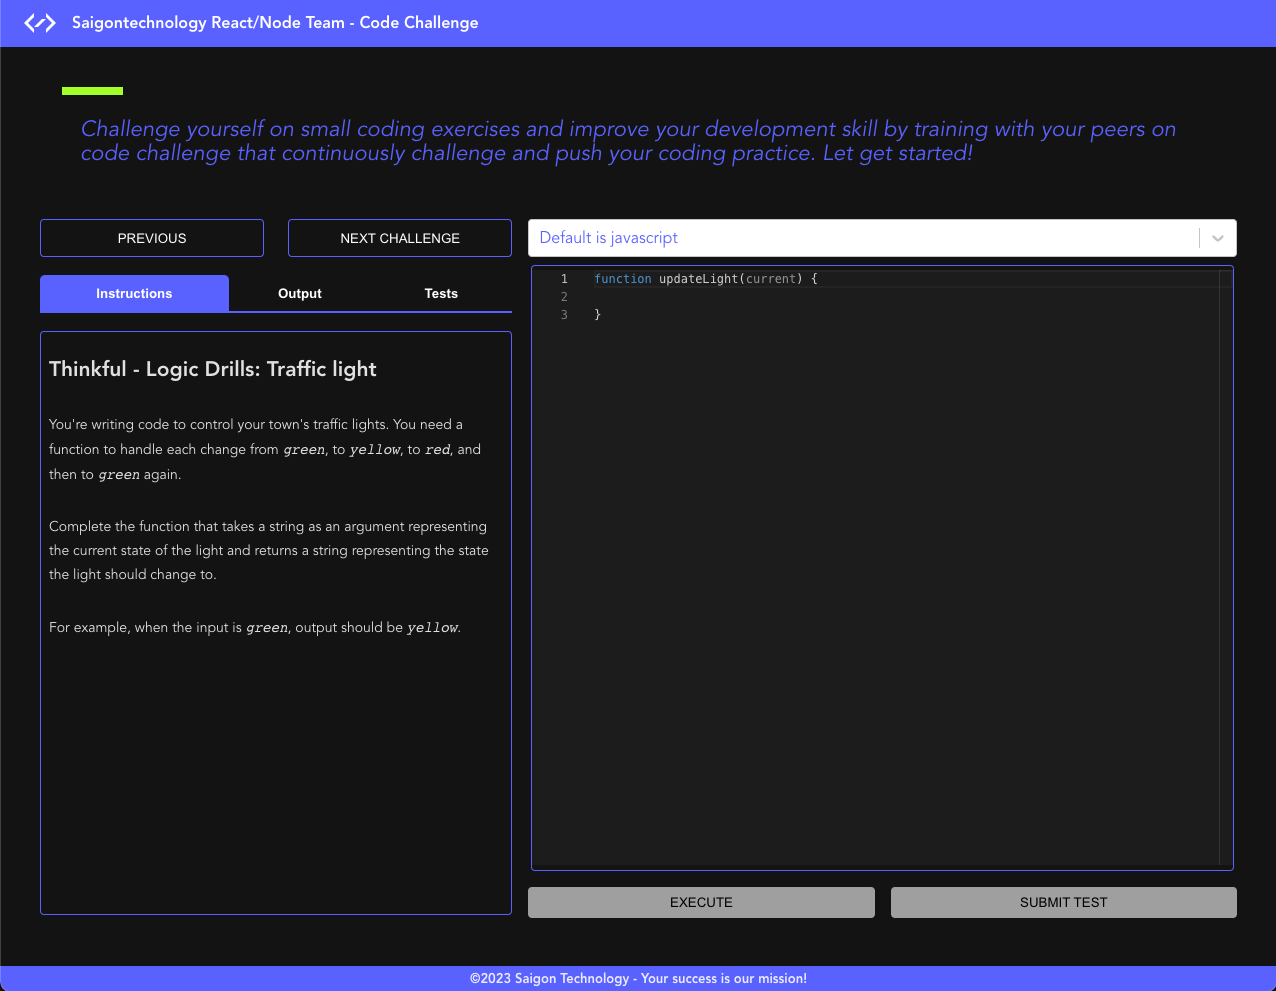 Saigontechnology React/Node Team - Code Challenge
Challenge yourself on small coding exercises and improve your development skill by training with your peers on
code challenge that continuously challenge and push your coding practice. Let get started!
PREVIOUS
NEXT CHALLENGE
Instructions
Output
Tests
Thinkful - Logic Drills: Traffic light
You're writing code to control your town's traffic lights. You need a
function to handle each change from green, to yellow, to red, and
then to green again.
Complete the function that takes a string as an argument representing
the current state of the light and returns a string representing the state
the light should change to.
For example, when the input is green, output should be yellow.
Default is javascript
1 function updateLight(current) {
2
3 }
EXECUTE
SUBMIT TEST
©2023 Saigon Technology - Your success is our mission!